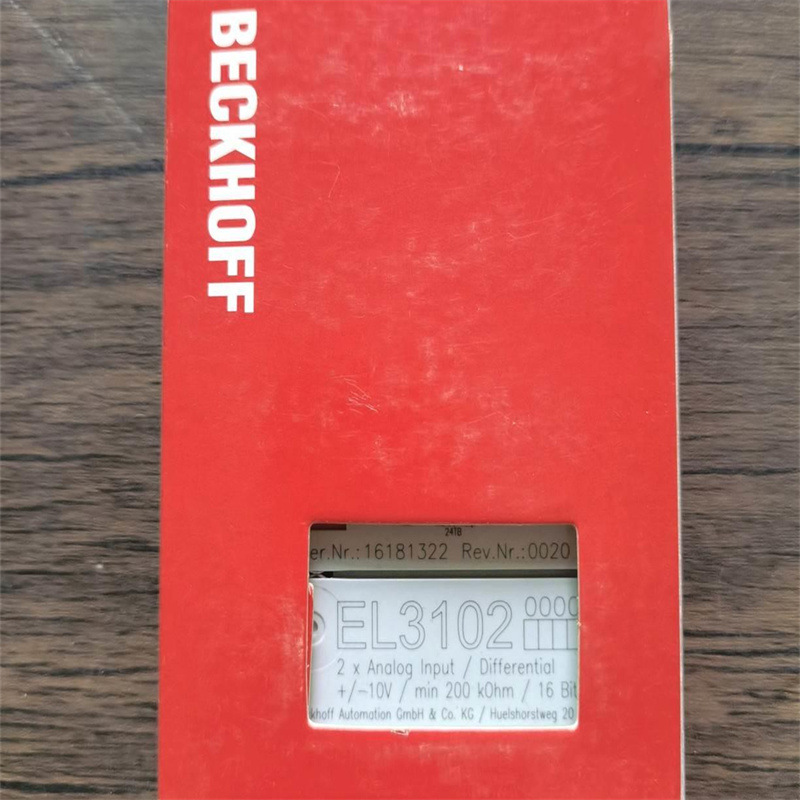 BECKHOFF
24TB
er.Nr.:16181322 Rev.Nr.:0020
EL3102
2 x Analog Input / Differential
+/-10V / min 200 kOhm / 16 Bit
khoff Automation GmbH & Co. KG / Huelshorstweg 20